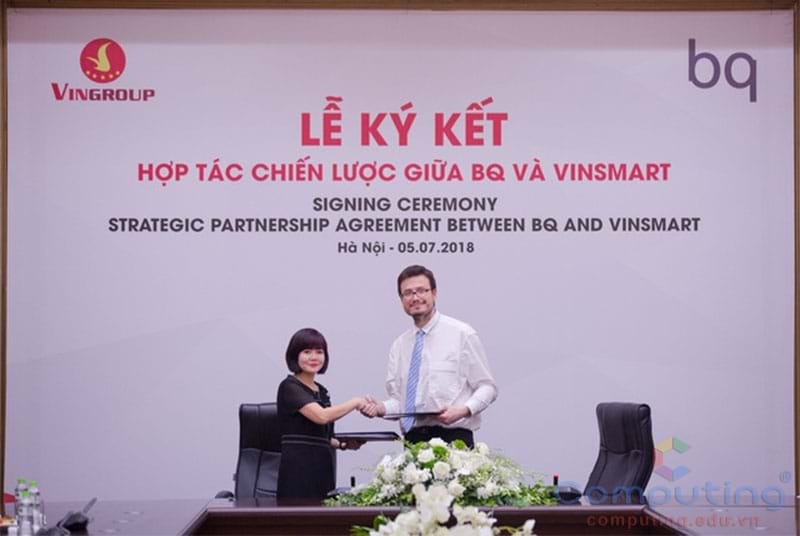 VINGROUP
bq
LỄ KÝ KẾT
HỢP TÁC CHIẾN LƯỢC GIỮA BQ VÀ VINSMART
SIGNING CEREMONY
STRATEGIC PARTNERSHIP AGREEMENT BETWEEN BQ AND VINSMART
Hà Nội - 05.07.2018
Computing®
computing.edu.vn